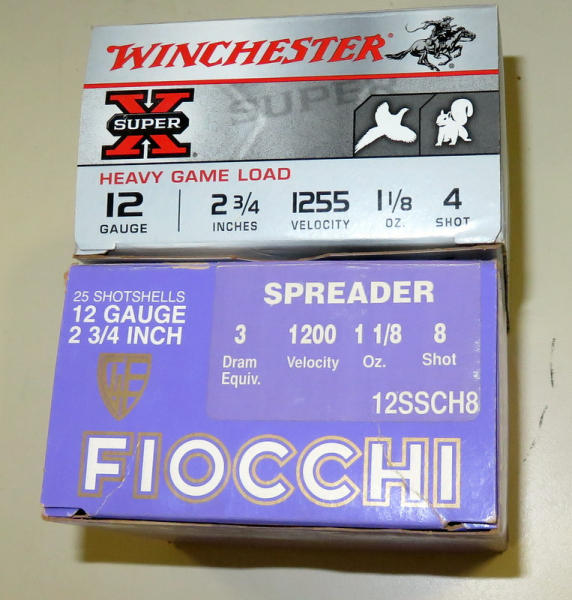 WINCHESTER
SUPER
X
SUPER
HEAVY GAME LOAD
12 2 3/4 1255 1 1/8 4
GAUGE INCHES VELOCITY OZ. SHOT
25 SHOTSHELLS
12 GAUGE
2 3/4 INCH
SPREADER
3 1200 1 1/8 8
Dram Equiv. Velocity Oz. Shot
12SSCH8
FIOCCHI